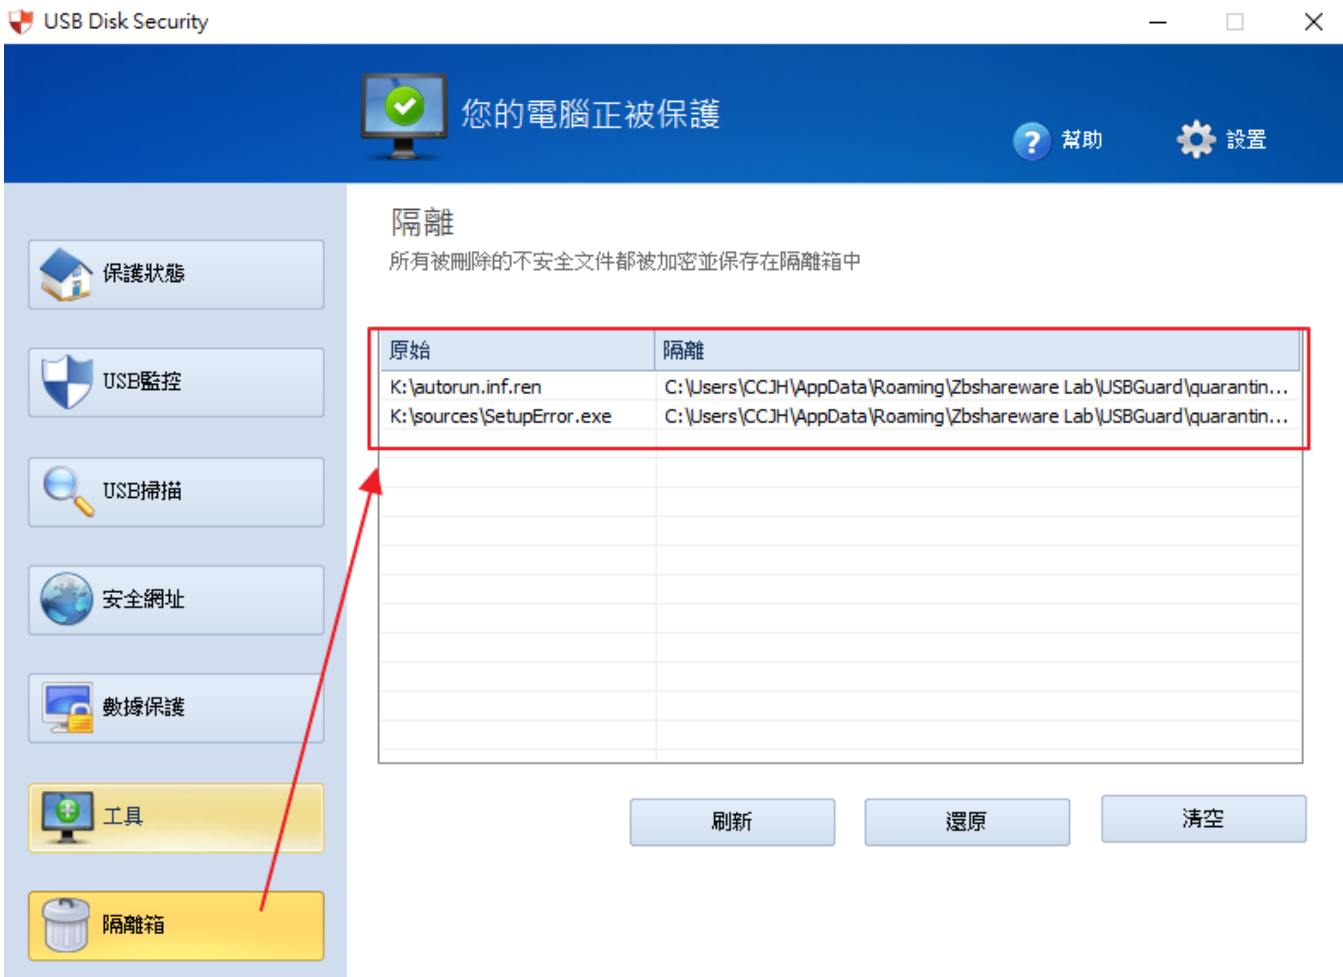 USB Disk Security
您的電腦正被保護
幫助
設置
保護狀態
USB監控
USB掃描
安全網址
數據保護
工具
隔離箱
隔離
所有被刪除的不安全文件都被加密並保存在隔離箱中
原始 隔離
K:\autorun.inf.ren C:\Users\CCJH\AppData\Roaming\Zbshareware Lab\USBGuard\quarantin...
K:\sources\SetupError.exe C:\Users\CCJH\AppData\Roaming\Zbshareware Lab\USBGuard\quarantin...
刷新 還原 清空